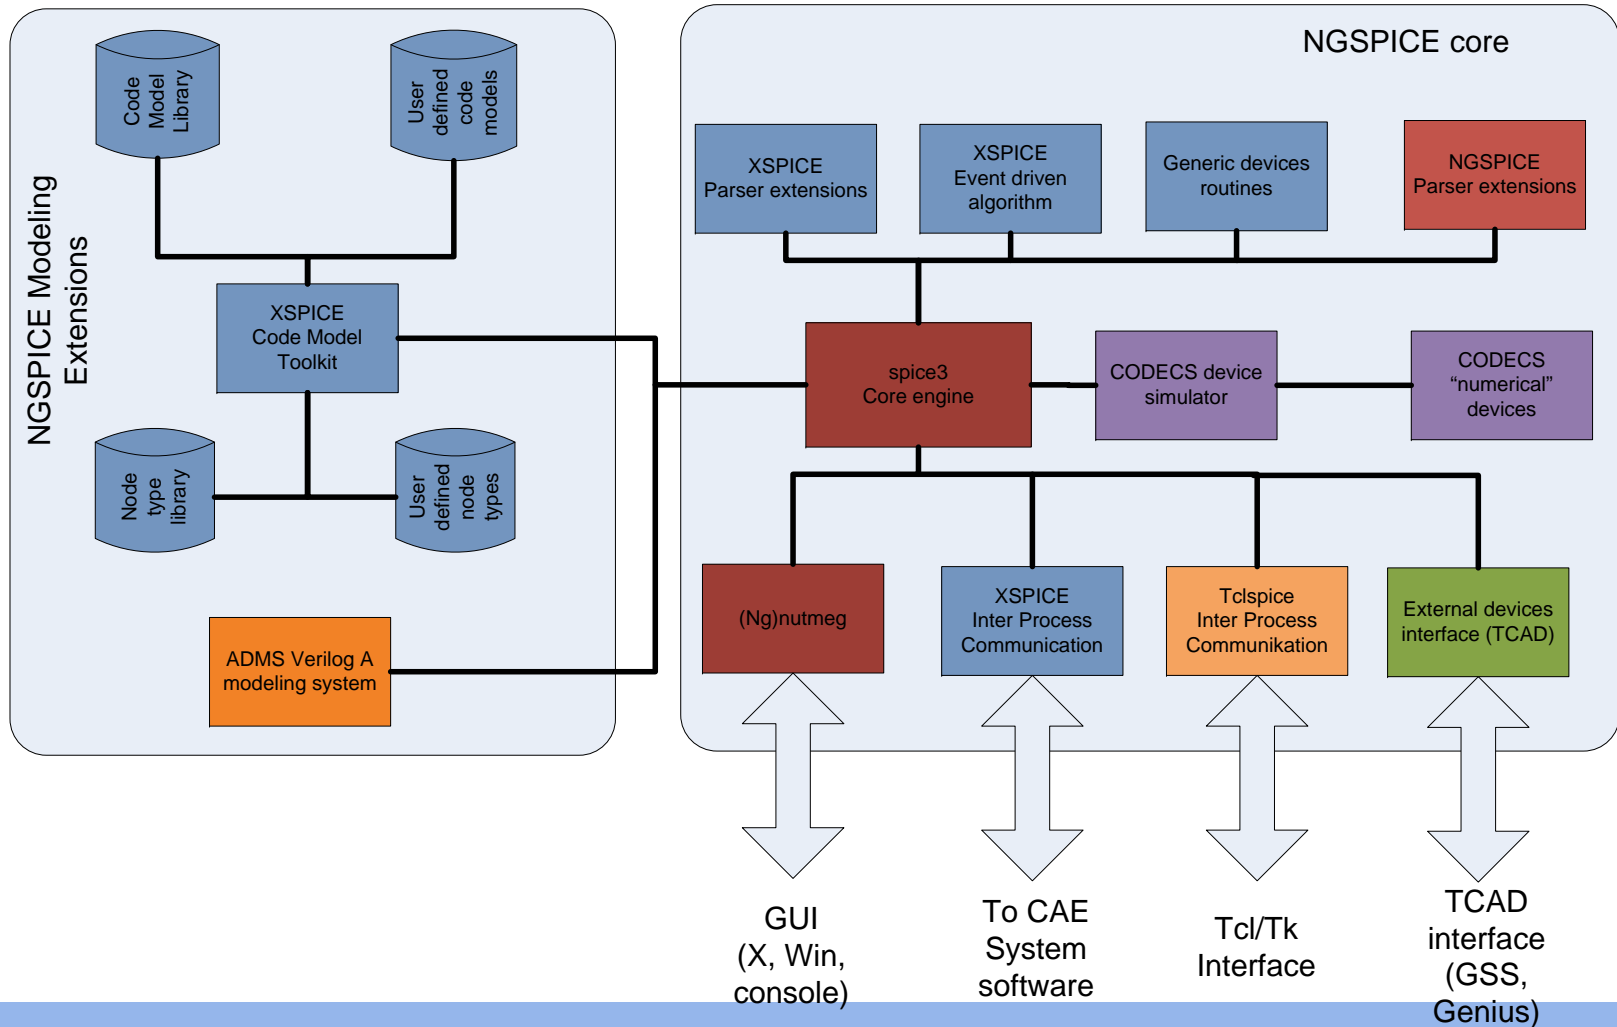 NGSPICE Modeling
Extensions
Code
Model
Library
User
defined
code
models
XSPICE
Code Model
Toolkit
Node
type
library
User
defined
node
types
ADMS Verilog A
modeling system
NGSPICE core
XSPICE
Parser extensions
XSPICE
Event driven
algorithm
Generic devices
routines
NGSPICE
Parser extensions
spice3
Core engine
CODECS device
simulator
CODECS
“numerical”
devices
(Ng)nutmeg
XSPICE
Inter Process
Communication
Tclspice
Inter Process
Communikation
External devices
interface (TCAD)
GUI
(X, Win,
console)
To CAE
System
software
Tcl/Tk
Interface
TCAD
interface
(GSS,
Genius)